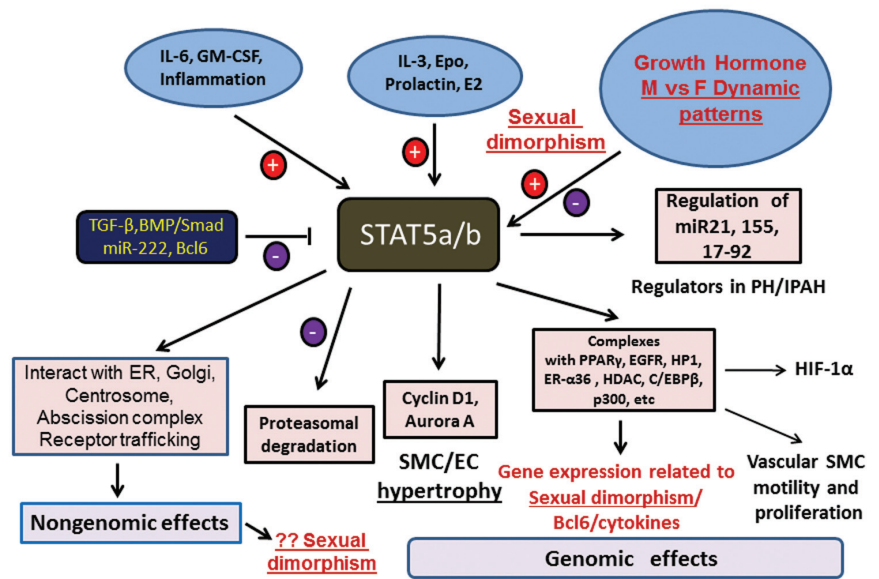 IL-6, GM-CSF,
Inflammation
IL-3, Epo,
Prolactin, E2
Growth Hormone
M vs F Dynamic
patterns
Sexual
dimorphism
+
+
+
-
TGF-β,BMP/Smad
miR-222, Bcl6
-
STAT5a/b
Regulation of
miR21, 155,
17-92
Regulators in PH/IPAH
-
Interact with ER, Golgi,
Centrosome,
Abscission complex
Receptor trafficking
Proteasomal
degradation
Cyclin D1,
Aurora A
SMC/EC
hypertrophy
Complexes
with PPARγ, EGFR, HP1,
ER-α36 , HDAC, C/EBPβ,
p300, etc
HIF-1α
Vascular SMC
motility and
proliferation
Gene expression related to
Sexual dimorphism/
Bcl6/cytokines
Nongenomic effects
?? Sexual
dimorphism
Genomic effects